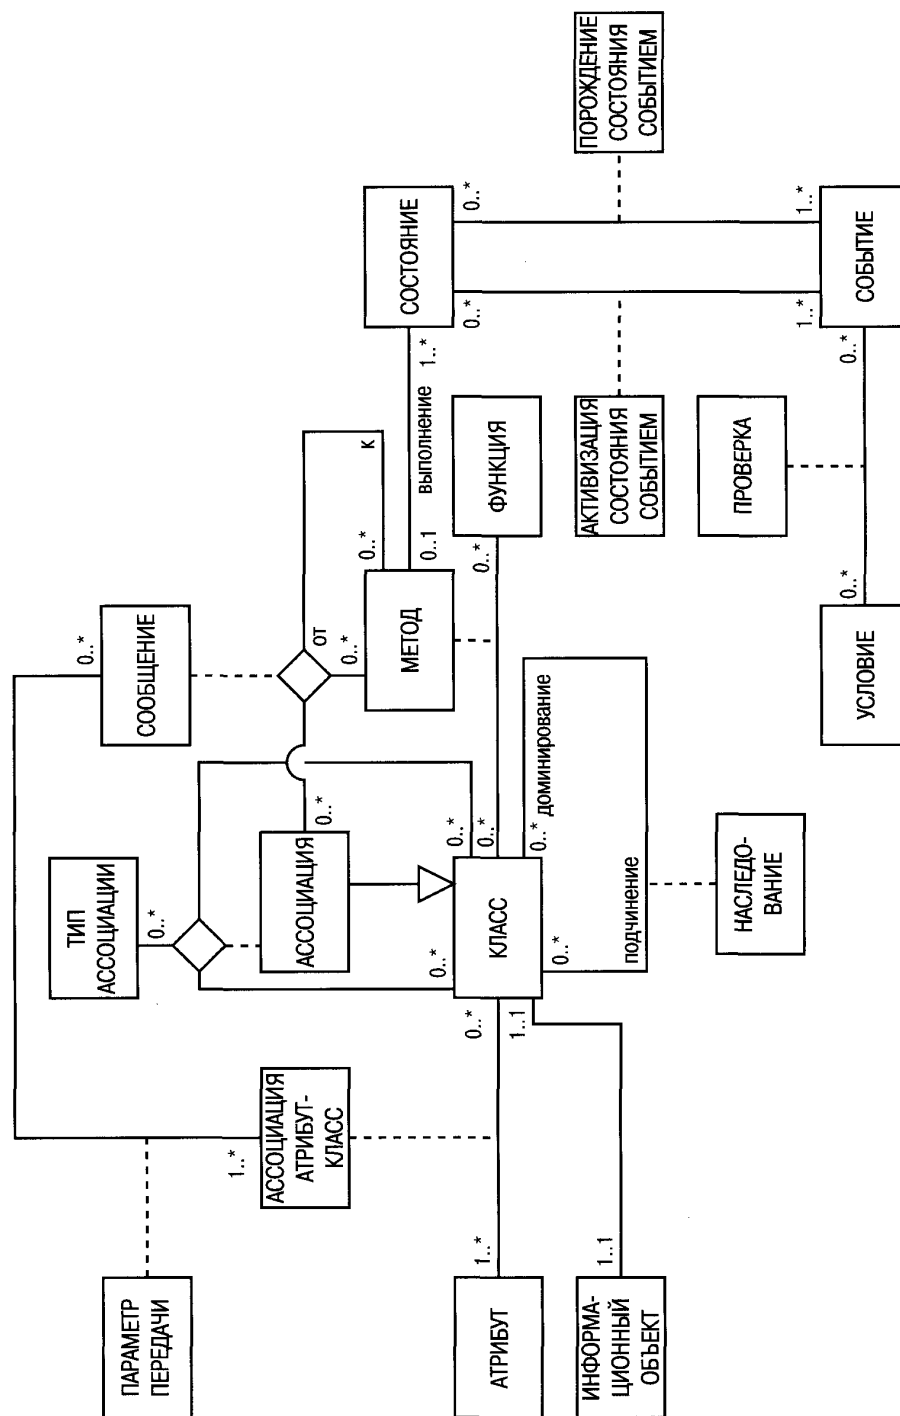 ТИП
АССОЦИАЦИИ
0..*
ПАРАМЕТР
ПЕРЕДАЧИ
СООБЩЕНИЕ
0..*
1..*
АССОЦИАЦИЯ
АТРИБУТ-
КЛАСС
АССОЦИАЦИЯ
0..*
от
0..*
к
0..*
МЕТОД
0..1
выполнение
1..*
СОСТОЯНИЕ
0..*
0..*
0..*
0..*
КЛАСС
0..*
ФУНКЦИЯ
0..*
0..*
1..*
АТРИБУТ
1..1
1..1
ИНФОРМА-
ЦИОННЫЙ
ОБЪЕКТ
0..*
доминирование
0..*
подчинение
НАСЛЕДО-
ВАНИЕ
АКТИВИЗАЦИЯ
СОСТОЯНИЯ
СОБЫТИЕМ
ПОРОЖДЕНИЕ
СОСТОЯНИЯ
СОБЫТИЕМ
ПРОВЕРКА
1..*
1..*
УСЛОВИЕ
0..*
0..*
СОБЫТИЕ